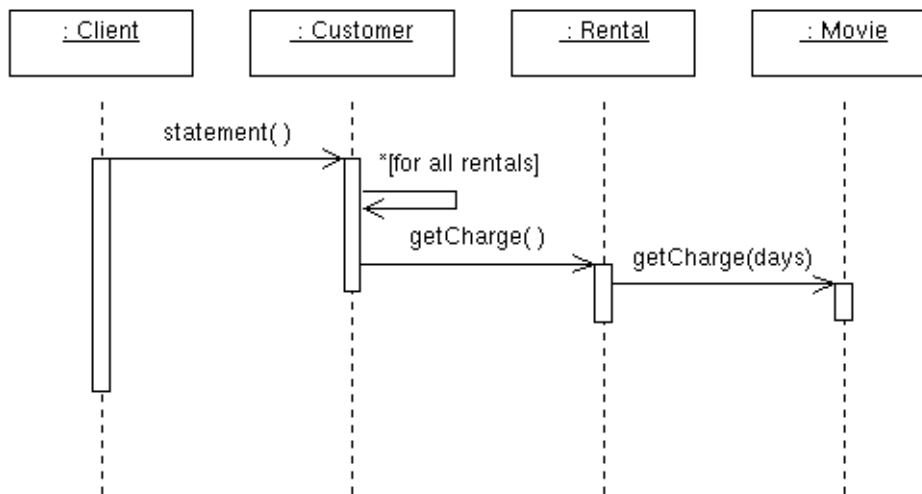 : Client
: Customer
: Rental
: Movie
statement( )
*[for all rentals]
getCharge( )
getCharge(days)